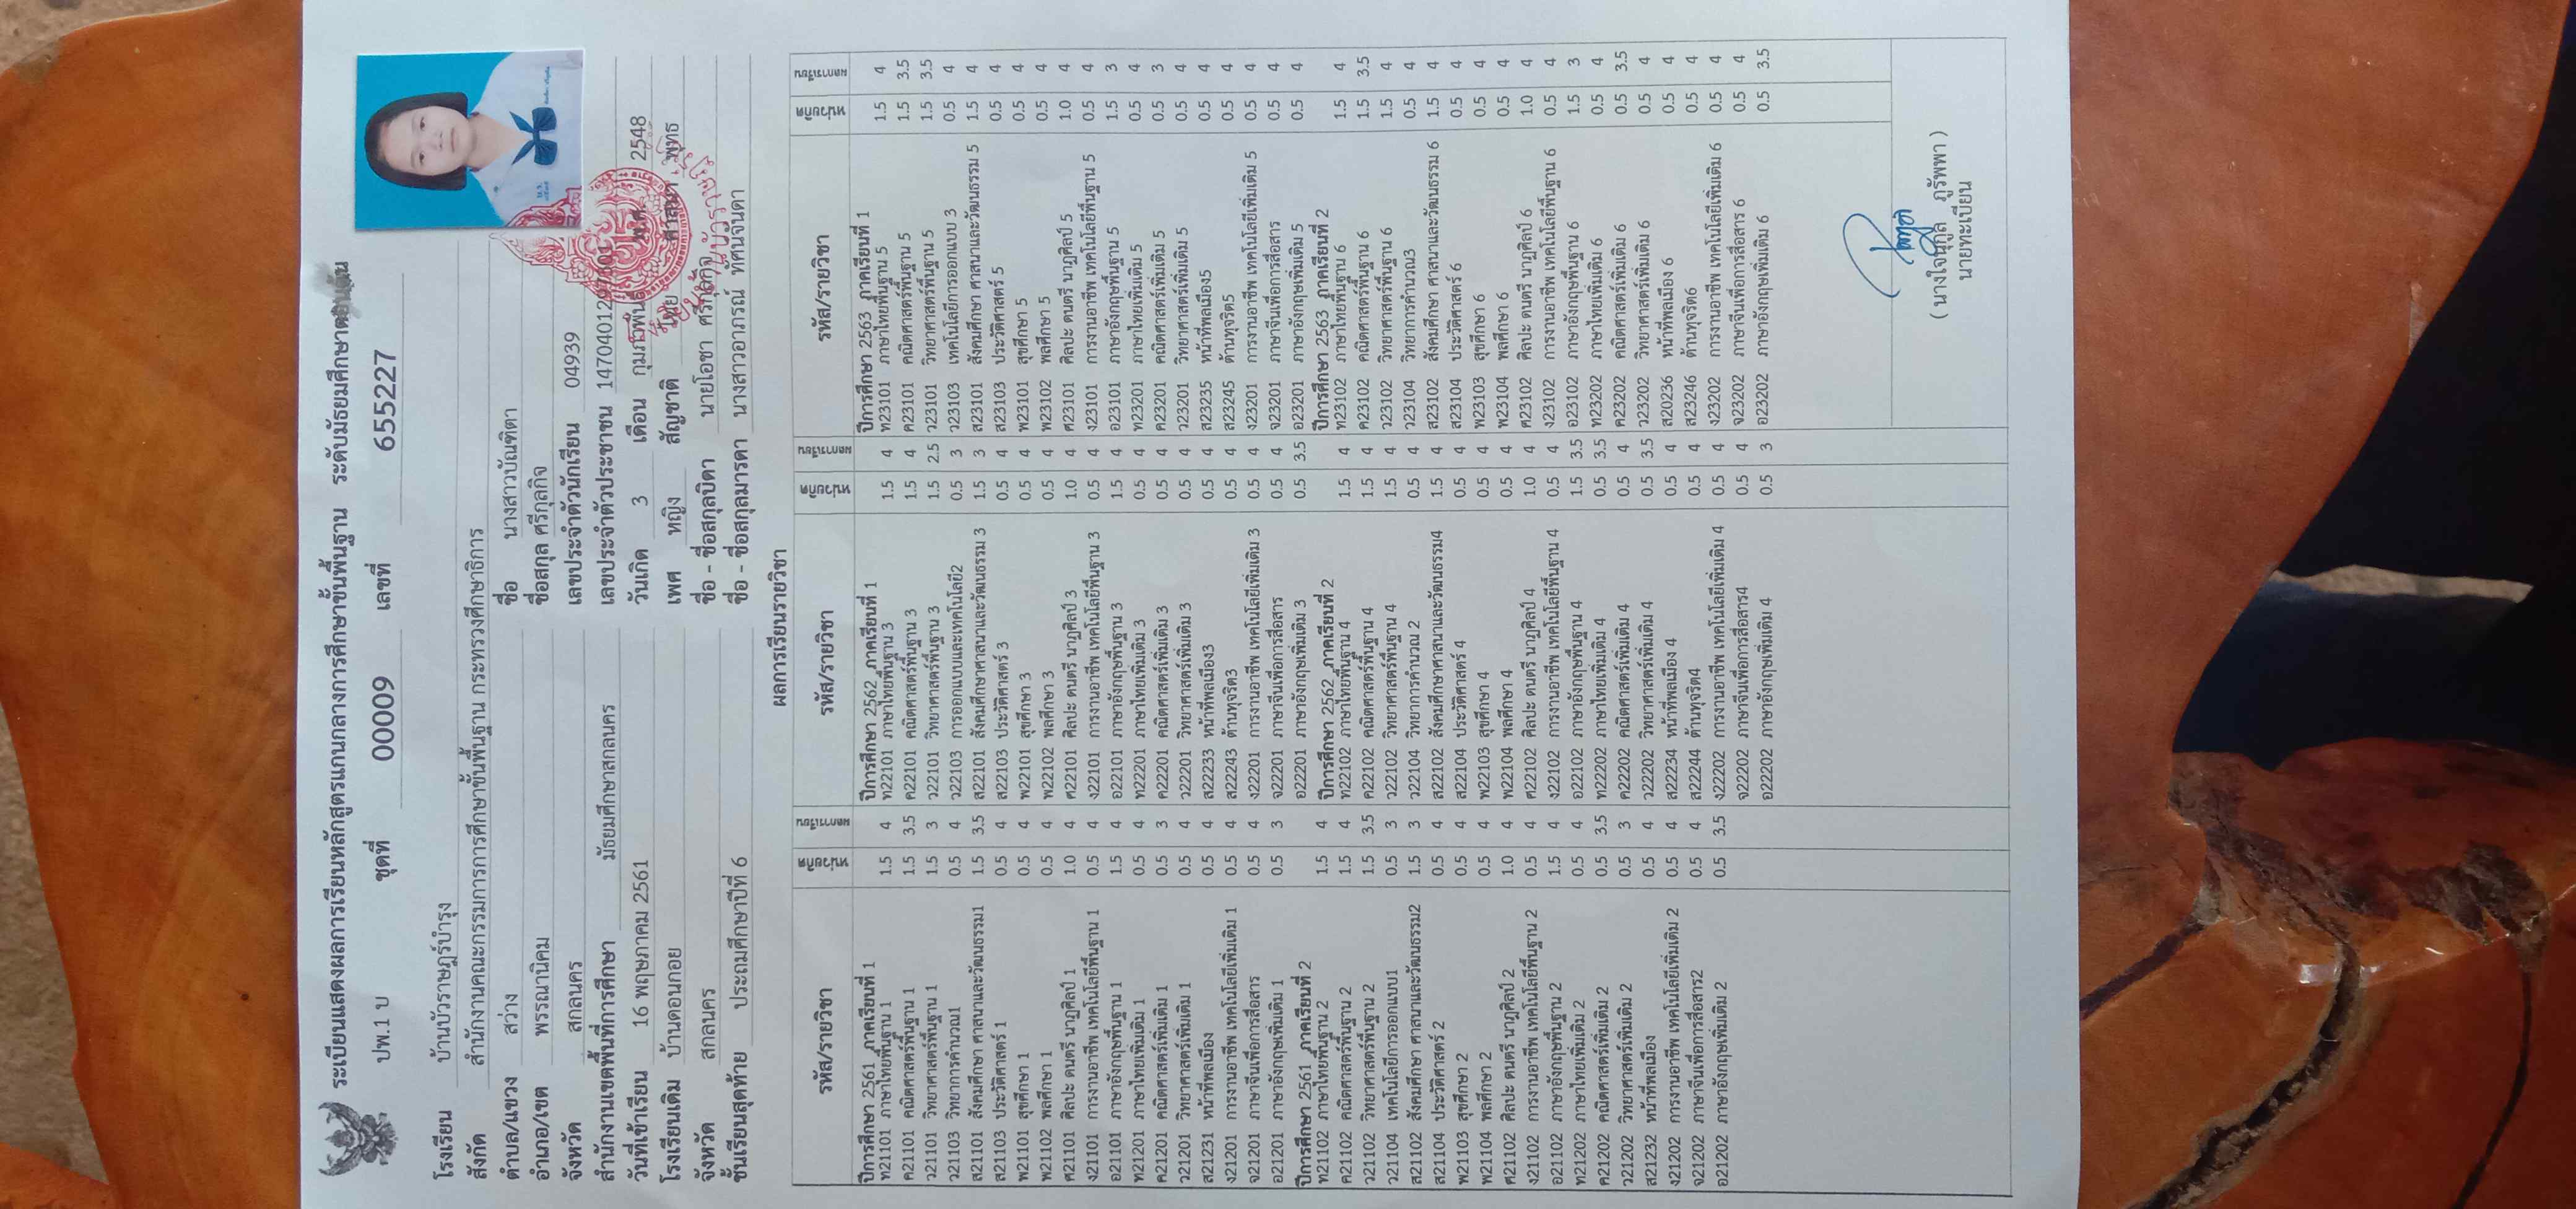 ระเบียนแสดงผลการเรียนหลักสูตรแกนกลางการศึกษาขั้นพื้นฐาน ระดับมัธยมศึกษาตอนต้น
ปพ.1 บ ชุดที่ 00009 เลขที่ 655227
โรงเรียน บ้านบัวราษฎร์บำรุง
สังกัด สำนักงานคณะกรรมการการศึกษาขั้นพื้นฐาน กระทรวงศึกษาธิการ
ตำบล/แขวง สว่าง
อำเภอ/เขต พรรณานิคม
จังหวัด สกลนคร
สำนักงานเขตพื้นที่การศึกษา มัธยมศึกษาสกลนคร
วันที่เข้าเรียน 16 พฤษภาคม 2561
โรงเรียนเดิม บ้านดอนกอย
จังหวัด สกลนคร
ชั้นเรียนสุดท้าย ประถมศึกษาปีที่ 6
ชื่อ นางสาวบัณฑิตา
ชื่อสกุล ศรีกุลกิจ
เลขประจำตัวนักเรียน 04939
เลขประจำตัวประชาชน
วันเกิด 3 เดือน กุมภาพันธ์ พ.ศ. 2548
เพศ หญิง สัญชาติ ไทย ศาสนา พุทธ
ชื่อ - ชื่อสกุลบิดา นายโอชา ศรีกุลกิจ
ชื่อ - ชื่อสกุลมารดา นางสาวอาภรณ์ ทัศนจินดา
ผลการเรียนรายวิชา
รหัส/รายวิชา หน่วยกิต ผลการเรียน
ปีการศึกษา 2561 ภาคเรียนที่ 1
ท21101 ภาษาไทยพื้นฐาน 1 1.5 4
ค21101 คณิตศาสตร์พื้นฐาน 1 1.5 3.5
ว21101 วิทยาศาสตร์พื้นฐาน 1 1.5 3
ว21103 วิทยาการคำนวณ1 0.5 4
ส21101 สังคมศึกษา ศาสนาและวัฒนธรรม1 1.5 3.5
ส21103 ประวัติศาสตร์ 1 0.5 4
พ21101 สุขศึกษา 1 0.5 4
พ21102 พลศึกษา 1 0.5 4
ศ21101 ศิลปะ ดนตรี นาฏศิลป์ 1 1.0 4
ง21101 การงานอาชีพ เทคโนโลยีพื้นฐาน 1 0.5 4
อ21101 ภาษาอังกฤษพื้นฐาน 1 1.5 4
ท21201 ภาษาไทยเพิ่มเติม 1 0.5 4
ค21201 คณิตศาสตร์เพิ่มเติม 1 0.5 3
ว21201 วิทยาศาสตร์เพิ่มเติม 1 0.5 4
ส21231 หน้าที่พลเมือง 0.5 4
ง21201 การงานอาชีพ เทคโนโลยีเพิ่มเติม 1 0.5 4
จ21201 ภาษาจีนเพื่อการสื่อสาร 0.5 4
อ21201 ภาษาอังกฤษเพิ่มเติม 1 0.5 3
ปีการศึกษา 2561 ภาคเรียนที่ 2
ท21102 ภาษาไทยพื้นฐาน 2 1.5 4
ค21102 คณิตศาสตร์พื้นฐาน 2 1.5 4
ว21102 วิทยาศาสตร์พื้นฐาน 2 1.5 3.5
ว21104 เทคโนโลยีการออกแบบ1 0.5 3
ส21102 สังคมศึกษา ศาสนาและวัฒนธรรม2 1.5 3
ส21104 ประวัติศาสตร์ 2 0.5 4
พ21103 สุขศึกษา 2 0.5 4
พ21104 พลศึกษา 2 0.5 4
ศ21102 ศิลปะ ดนตรี นาฏศิลป์ 2 1.0 4
ง21102 การงานอาชีพ เทคโนโลยีพื้นฐาน 2 0.5 4
อ21102 ภาษาอังกฤษพื้นฐาน 2 1.5 4
ท21202 ภาษาไทยเพิ่มเติม 2 0.5 4
ค21202 คณิตศาสตร์เพิ่มเติม 2 0.5 3.5
ว21202 วิทยาศาสตร์เพิ่มเติม 2 0.5 3
ส21232 หน้าที่พลเมือง 0.5 4
ง21202 การงานอาชีพ เทคโนโลยีเพิ่มเติม 2 0.5 4
จ21202 ภาษาจีนเพื่อการสื่อสาร2 0.5 4
อ21202 ภาษาอังกฤษเพิ่มเติม 2 0.5 3.5
รหัส/รายวิชา หน่วยกิต ผลการเรียน
ปีการศึกษา 2562 ภาคเรียนที่ 1
ท22101 ภาษาไทยพื้นฐาน 3 1.5 4
ค22101 คณิตศาสตร์พื้นฐาน 3 1.5 4
ว22101 วิทยาศาสตร์พื้นฐาน 3 1.5 2.5
ว22103 การออกแบบและเทคโนโลยี2 0.5 3
ส22101 สังคมศึกษาศาสนาและวัฒนธรรม 3 1.5 3
ส22103 ประวัติศาสตร์ 3 0.5 4
พ22101 สุขศึกษา 3 0.5 4
พ22102 พลศึกษา 3 0.5 4
ศ22101 ศิลปะ ดนตรี นาฏศิลป์ 3 1.0 4
ง22101 การงานอาชีพ เทคโนโลยีพื้นฐาน 3 0.5 4
อ22101 ภาษาอังกฤษพื้นฐาน 3 1.5 4
ท22201 ภาษาไทยเพิ่มเติม 3 0.5 4
ค22201 คณิตศาสตร์เพิ่มเติม 3 0.5 4
ว22201 วิทยาศาสตร์เพิ่มเติม 3 0.5 4
ส22233 หน้าที่พลเมือง3 0.5 4
ส22243 ต้านทุจริต3 0.5 4
ง22201 การงานอาชีพ เทคโนโลยีเพิ่มเติม 3 0.5 4
จ22201 ภาษาจีนเพื่อการสื่อสาร 0.5 4
อ22201 ภาษาอังกฤษเพิ่มเติม 3 0.5 3.5
ปีการศึกษา 2562 ภาคเรียนที่ 2
ท22102 ภาษาไทยพื้นฐาน 4 1.5 4
ค22102 คณิตศาสตร์พื้นฐาน 4 1.5 4
ว22102 วิทยาศาสตร์พื้นฐาน 4 1.5 4
ว22104 วิทยาการคำนวณ 2 0.5 4
ส22102 สังคมศึกษาศาสนาและวัฒนธรรม4 1.5 4
ส22104 ประวัติศาสตร์ 4 0.5 4
พ22103 สุขศึกษา 4 0.5 4
พ22104 พลศึกษา 4 0.5 4
ศ22102 ศิลปะ ดนตรี นาฏศิลป์ 4 1.0 4
ง22102 การงานอาชีพ เทคโนโลยีพื้นฐาน 4 0.5 4
อ22102 ภาษาอังกฤษพื้นฐาน 4 1.5 3.5
ท22202 ภาษาไทยเพิ่มเติม 4 0.5 3.5
ค22202 คณิตศาสตร์เพิ่มเติม 4 0.5 4
ว22202 วิทยาศาสตร์เพิ่มเติม 4 0.5 3.5
ส22234 หน้าที่พลเมือง 4 0.5 4
ส22244 ต้านทุจริต4 0.5 4
ง22202 การงานอาชีพ เทคโนโลยีเพิ่มเติม 4 0.5 4
จ22202 ภาษาจีนเพื่อการสื่อสาร4 0.5 4
อ22202 ภาษาอังกฤษเพิ่มเติม 4 0.5 3
รหัส/รายวิชา หน่วยกิต ผลการเรียน
ปีการศึกษา 2563 ภาคเรียนที่ 1
ท23101 ภาษาไทยพื้นฐาน 5 1.5 4
ค23101 คณิตศาสตร์พื้นฐาน 5 1.5 3.5
ว23101 วิทยาศาสตร์พื้นฐาน 5 1.5 3.5
ว23103 เทคโนโลยีการออกแบบ 3 0.5 4
ส23101 สังคมศึกษา ศาสนาและวัฒนธรรม 5 1.5 4
ส23103 ประวัติศาสตร์ 5 0.5 4
พ23101 สุขศึกษา 5 0.5 4
พ23102 พลศึกษา 5 0.5 4
ศ23101 ศิลปะ ดนตรี นาฏศิลป์ 5 1.0 4
ง23101 การงานอาชีพ เทคโนโลยีพื้นฐาน 5 0.5 4
อ23101 ภาษาอังกฤษพื้นฐาน 5 1.5 3
ท23201 ภาษาไทยเพิ่มเติม 5 0.5 4
ค23201 คณิตศาสตร์เพิ่มเติม 5 0.5 3
ว23201 วิทยาศาสตร์เพิ่มเติม 5 0.5 4
ส23235 หน้าที่พลเมือง5 0.5 4
ส23245 ต้านทุจริต5 0.5 4
ง23201 การงานอาชีพ เทคโนโลยีเพิ่มเติม 5 0.5 4
จ23201 ภาษาจีนเพื่อการสื่อสาร 0.5 4
อ23201 ภาษาอังกฤษเพิ่มเติม 5 0.5 4
ปีการศึกษา 2563 ภาคเรียนที่ 2
ท23102 ภาษาไทยพื้นฐาน 6 1.5 4
ค23102 คณิตศาสตร์พื้นฐาน 6 1.5 3.5
ว23102 วิทยาศาสตร์พื้นฐาน 6 1.5 4
ว23104 วิทยาการคำนวณ3 0.5 4
ส23102 สังคมศึกษา ศาสนาและวัฒนธรรม 6 1.5 4
ส23104 ประวัติศาสตร์ 6 0.5 4
พ23103 สุขศึกษา 6 0.5 4
พ23104 พลศึกษา 6 0.5 4
ศ23102 ศิลปะ ดนตรี นาฏศิลป์ 6 1.0 4
ง23102 การงานอาชีพ เทคโนโลยีพื้นฐาน 6 0.5 4
อ23102 ภาษาอังกฤษพื้นฐาน 6 1.5 3
ท23202 ภาษาไทยเพิ่มเติม 6 0.5 4
ค23202 คณิตศาสตร์เพิ่มเติม 6 0.5 3.5
ว23202 วิทยาศาสตร์เพิ่มเติม 6 0.5 4
ส20236 หน้าที่พลเมือง 6 0.5 4
ส23246 ต้านทุจริต6 0.5 4
ง23202 การงานอาชีพ เทคโนโลยีเพิ่มเติม 6 0.5 4
จ23202 ภาษาจีนเพื่อการสื่อสาร 6 0.5 4
อ23202 ภาษาอังกฤษเพิ่มเติม 6 0.5 3.5
( นางใจนุกูล ภูรัพพา )
นายทะเบียน